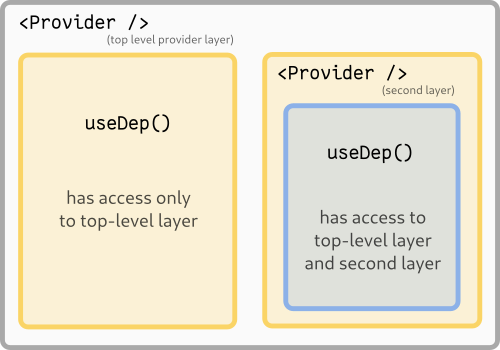 <Provider />
(top level provider layer)
useDep()
has access only
to top-level layer
<Provider />
(second layer)
useDep()
has access to
top-level layer
and second layer